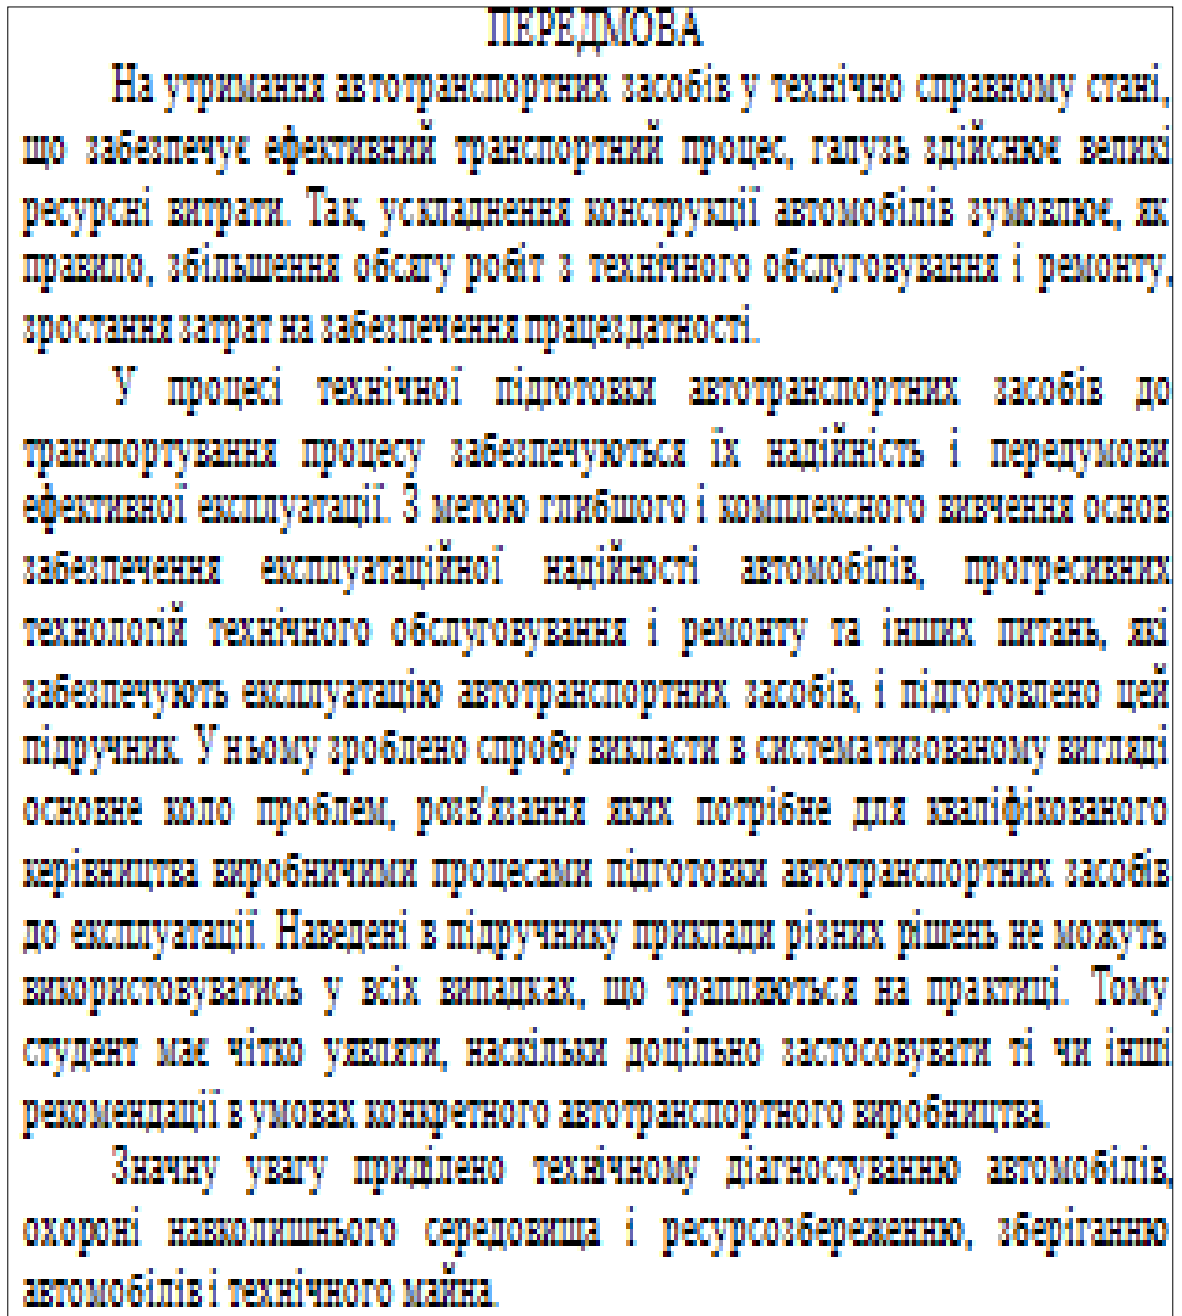 ПЕРЕДМОВА
На утримання автотранспортних засобів у технічно справному стані,
що забезпечує ефективний транспортний процес, галузь здійснює великі
ресурсні витрати. Так, ускладнення конструкції автомобілів зумовлює, як
правило, збільшення обсягу робіт з технічного обслуговування і ремонту,
зростання затрат на забезпечення працездатності.
У процесі технічної підготовки автотранспортних засобів до
транспортування процесу забезпечуються їх надійність і передумови
ефективної експлуатації. З метою глибшого і комплексного вивчення основ
забезпечення експлуатаційної надійності автомобілів, прогресивних
технологій технічного обслуговування і ремонту та інших питань, які
забезпечують експлуатацію автотранспортних засобів, і підготовлено цей
підручник. У ньому зроблено спробу викласти в систематизованому вигляді
основне коло проблем, розв'язання яких потрібне для кваліфікованого
керівництва виробничими процесами підготовки автотранспортних засобів
до експлуатації. Наведені в підручнику приклади різних рішень не можуть
використовуватись у всіх випадках, що трапляються на практиці. Тому
студент має чітко уявляти, наскільки доцільно застосовувати ті чи інші
рекомендації в умовах конкретного автотранспортного виробництва.
Значну увагу приділено технічному діагностуванню автомобілів,
охороні навколишнього середовища і ресурсозбереженню, зберіганню
автомобілів і технічного майна.